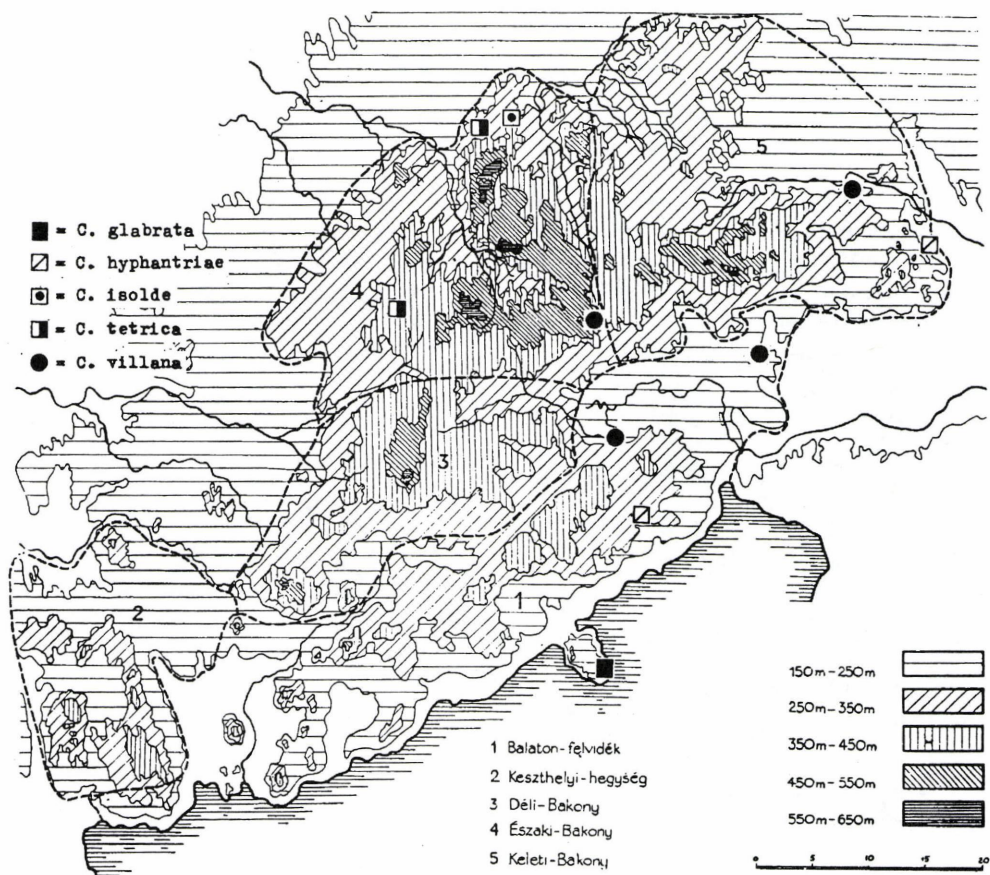 ■ = C. glabrata
= C. hyphantriae
= C. isolde
= C. tetrica
● = C. villana
5
4
3
2
1
1 Balaton-felvidék
2 Keszthelyi-hegység
3 Déli-Bakony
4 Északi-Bakony
5 Keleti-Bakony
150m-250m
250m-350m
350m-450m
450m-550m
550m-650m
0 5 10 15 20